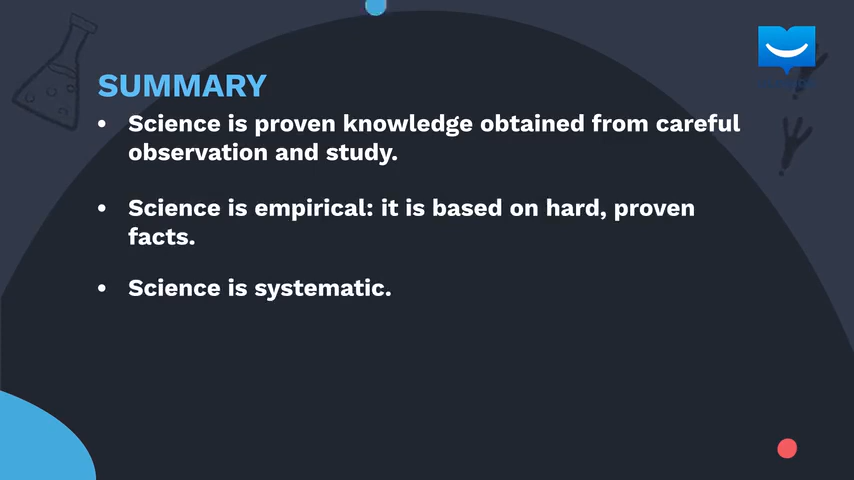 SUMMARY
• Science is proven knowledge obtained from careful
observation and study.
• Science is empirical: it is based on hard, proven
facts.
• Science is systematic.